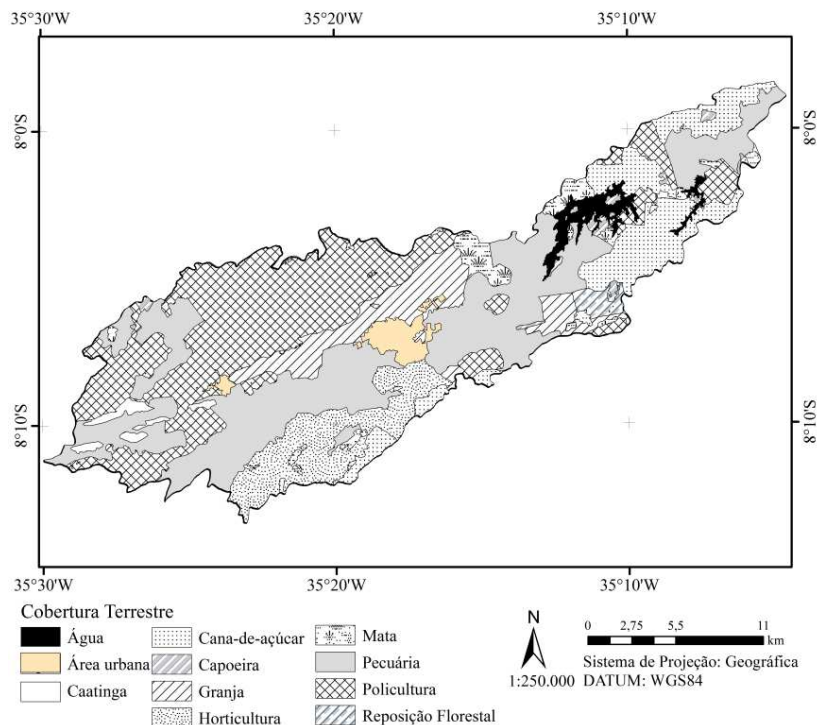 35°30'W 35°20'W 35°10'W
8°0'S 8°0'S
8°10'S 8°10'S
35°30'W 35°20'W 35°10'W
Cobertura Terrestre
Água
Área urbana
Caatinga
Cana-de-açúcar
Capoeira
Granja
Horticultura
Mata
Pecuária
Policultura
Reposição Florestal
N
1:250.000
0 2,75 5,5 11
km
Sistema de Projeção: Geográfica
DATUM: WGS84